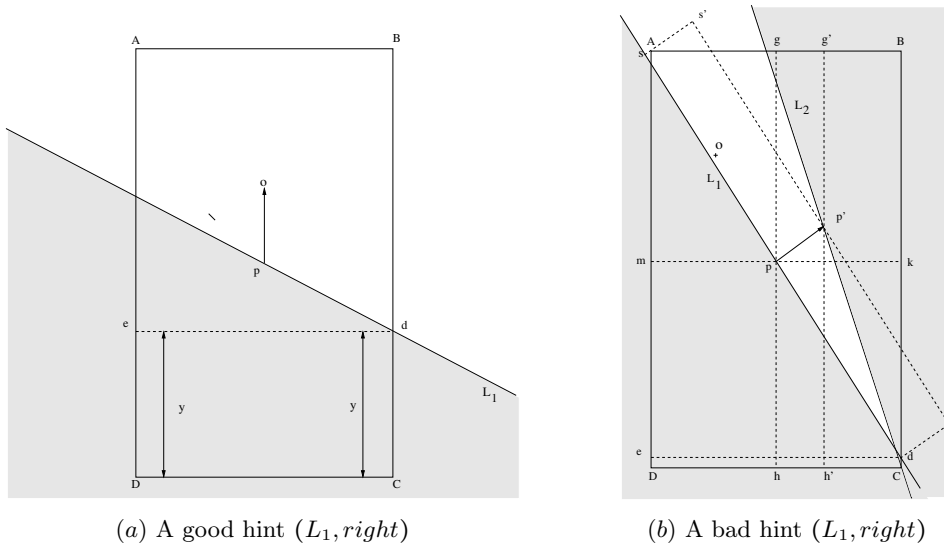 A B
o
p
e d
y y
L1
D C
(a) A good hint (L1, right)
s'
A g g' B
s
L2
o
L1
p'
m p k
e d
D h h' C
(b) A bad hint (L1, right)